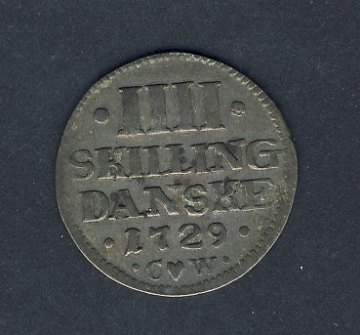 · IIII ·
SKILLING
DANSKE
· 1729 ·
· C♥W ·